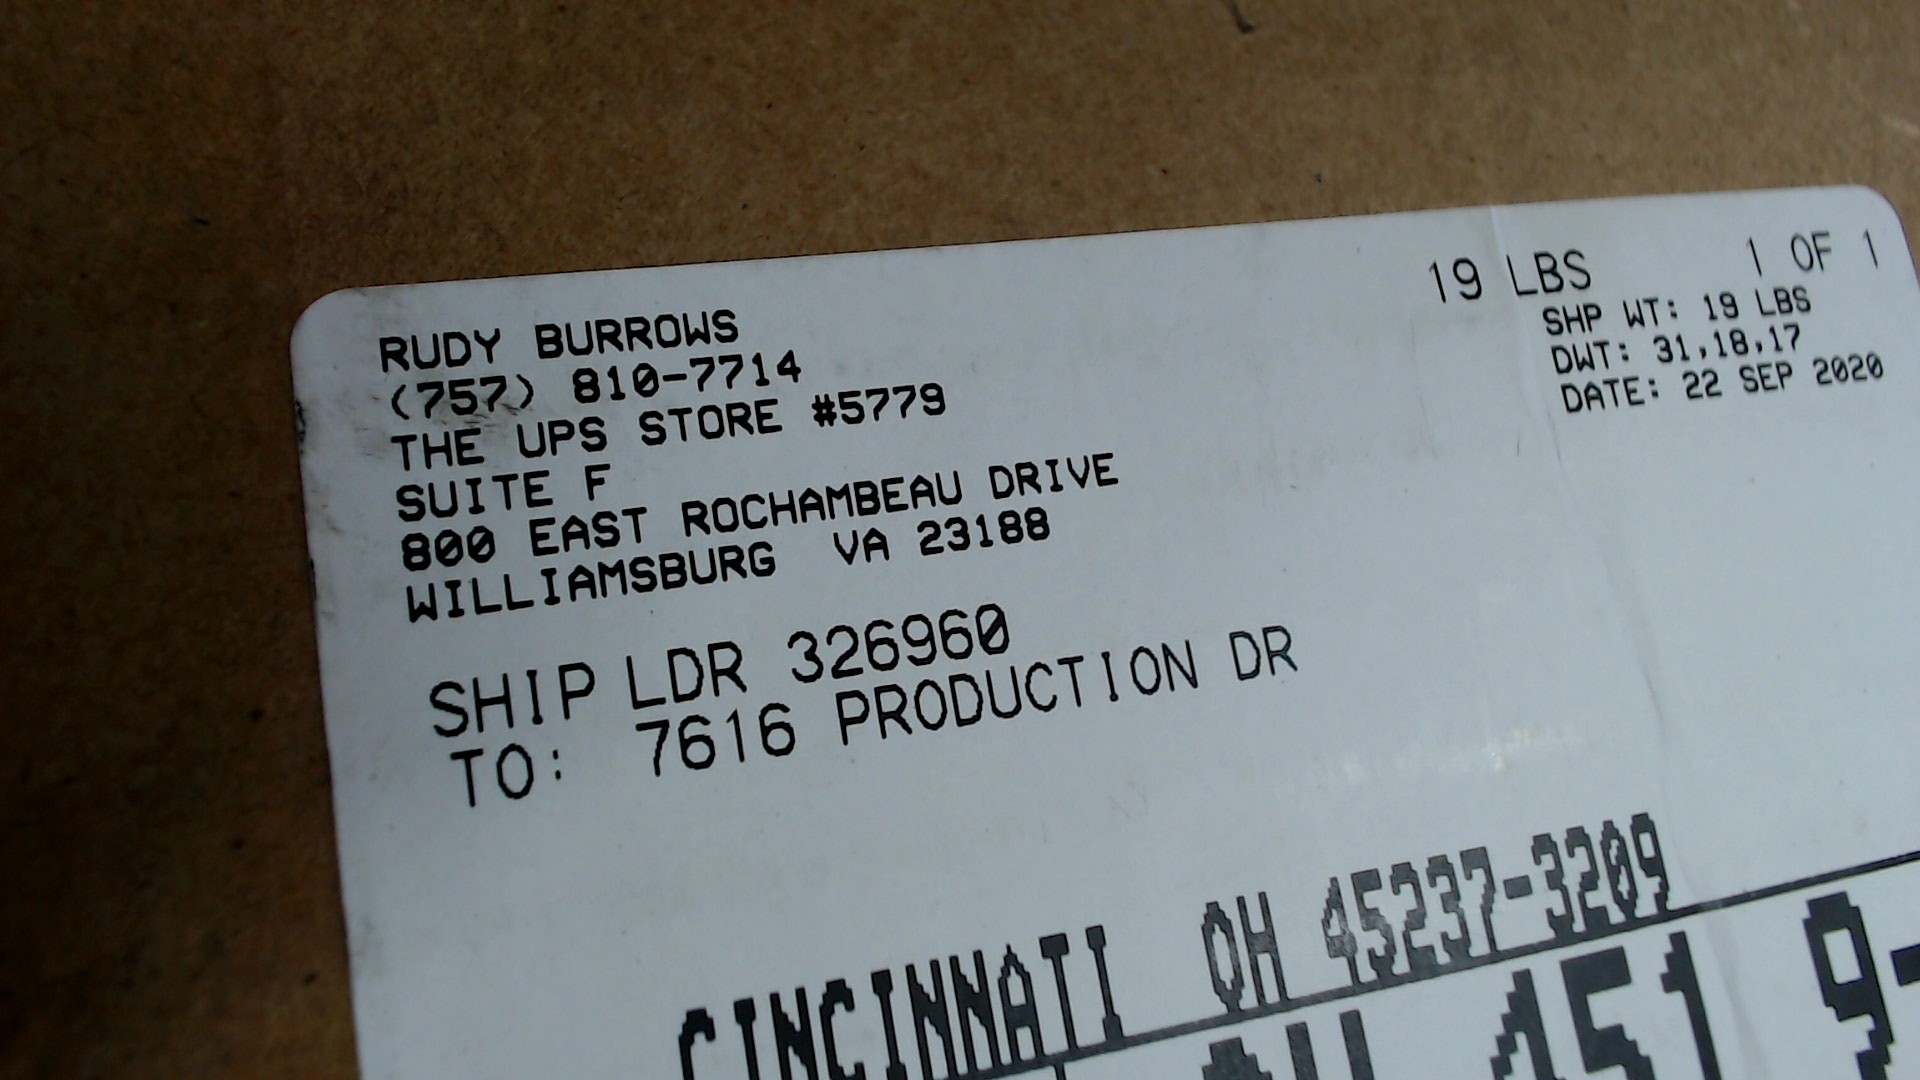 RUDY BURROWS
(757) 810-7714
THE UPS STORE #5779
SUITE F
800 EAST ROCHAMBEAU DRIVE
WILLIAMSBURG VA 23188
19 LBS 1 OF 1
SHP WT: 19 LBS
DWT: 31,18,17
DATE: 22 SEP 2020
SHIP LDR 326960
TO: 7616 PRODUCTION DR
CINCINNATI OH 45237-3209
451 9-